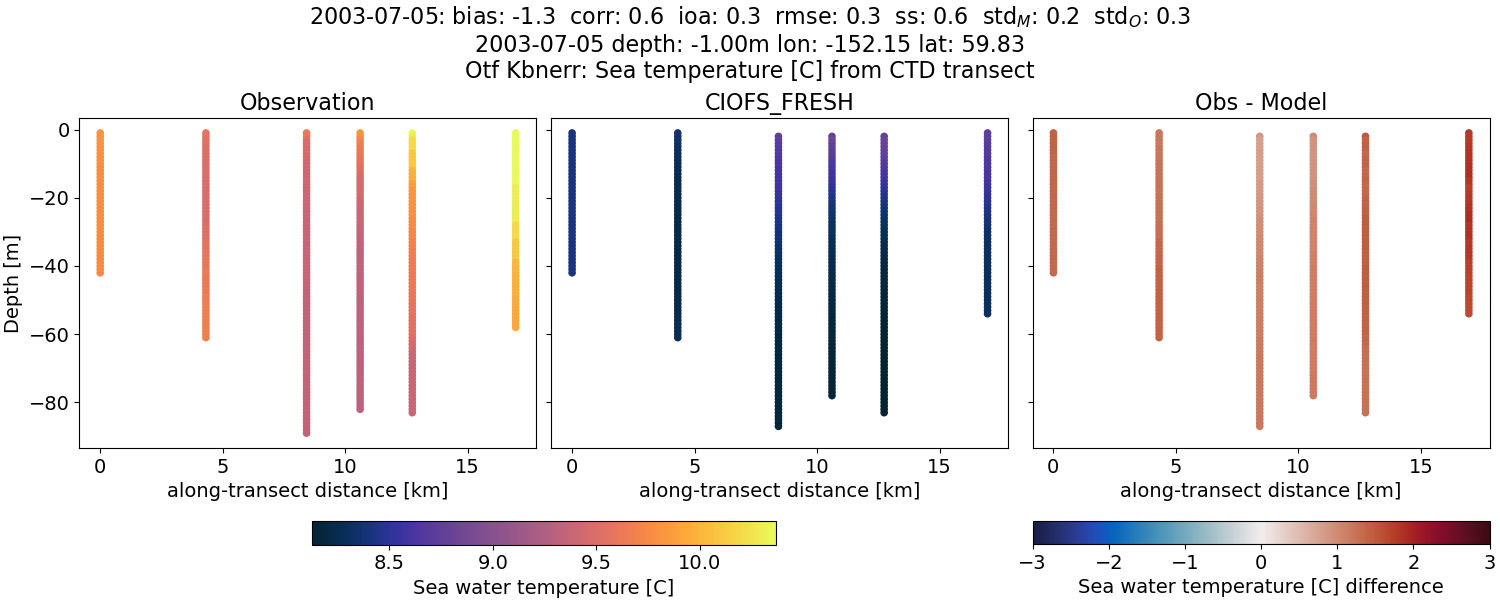 2003-07-05: bias: -1.3 corr: 0.6 ioa: 0.3 rmse: 0.3 ss: 0.6 std_M: 0.2 std_O: 0.3
2003-07-05 depth: -1.00m lon: -152.15 lat: 59.83
Otf Kbnerr: Sea temperature [C] from CTD transect
Observation
CIOFS_FRESH
Obs - Model
Depth [m]
0
−20
−40
−60
−80
0 5 10 15
0 5 10 15
0 5 10 15
along-transect distance [km]
along-transect distance [km]
along-transect distance [km]
8.5 9.0 9.5 10.0
Sea water temperature [C]
−3 −2 −1 0 1 2 3
Sea water temperature [C] difference